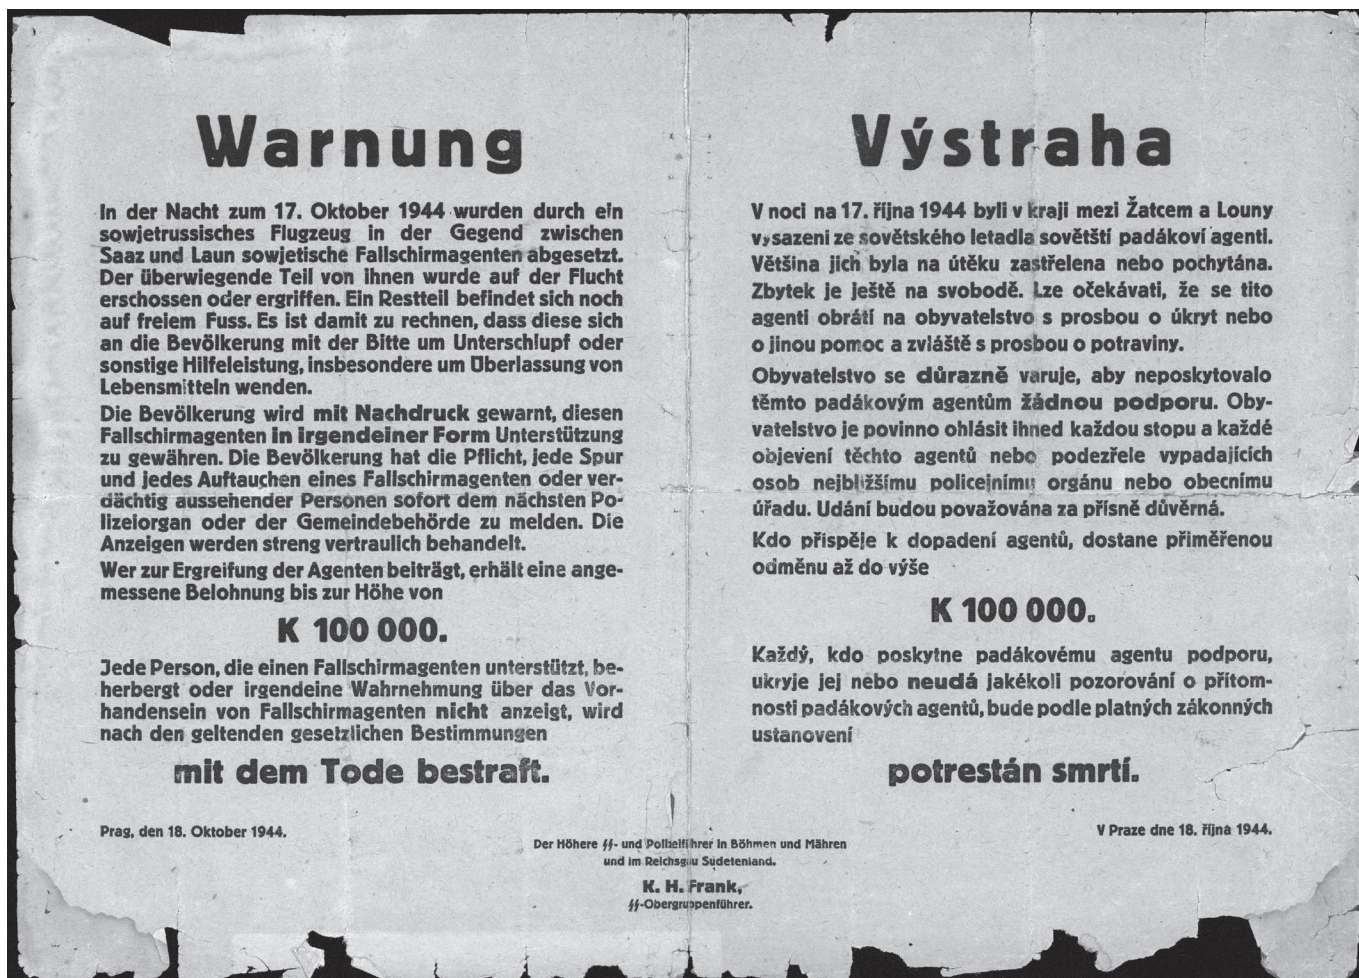 Warnung
In der Nacht zum 17. Oktober 1944 wurden durch ein
sowjetrussisches Flugzeug in der Gegend zwischen
Saaz und Laun sowjetische Fallschirmagenten abgesetzt.
Der überwiegende Teil von ihnen wurde auf der Flucht
erschossen oder ergriffen. Ein Restteil befindet sich noch
auf freiem Fuss. Es ist damit zu rechnen, dass diese sich
an die Bevölkerung mit der Bitte um Unterschlupf oder
sonstige Hilfeleistung, insbesondere um Überlassung von
Lebensmitteln wenden.
Die Bevölkerung wird mit Nachdruck gewarnt, diesen
Fallschirmagenten in irgendeiner Form Unterstützung
zu gewähren. Die Bevölkerung hat die Pflicht, jede Spur
und jedes Auftauchen eines Fallschirmagenten oder ver-
dächtig aussehender Personen sofort dem nächsten Po-
lizeiorgan oder der Gemeindebehörde zu melden. Die
Anzeigen werden streng vertraulich behandelt.
Wer zur Ergreifung der Agenten beiträgt, erhält eine ange-
messene Belohnung bis zur Höhe von
K 100 000.
Jede Person, die einen Fallschirmagenten unterstützt, be-
herbergt oder irgendeine Wahrnehmung über das Vor-
handensein von Fallschirmagenten nicht anzeigt, wird
nach den geltenden gesetzlichen Bestimmungen
mit dem Tode bestraft.
Prag, den 18. Oktober 1944.
Výstraha
V noci na 17. října 1944 byli v kraji mezi Žatcem a Louny
vysazeni ze sovětského letadla sovětští padákoví agenti.
Většina jich byla na útěku zastřelena nebo pochytána.
Zbytek je ještě na svobodě. Lze očekávati, že se tito
agenti obrátí na obyvatelstvo s prosbou o úkryt nebo
o jinou pomoc a zvláště s prosbou o potraviny.
Obyvatelstvo se důrazně varuje, aby neposkytovalo
těmto padákovým agentům žádnou podporu. Oby-
vatelstvo je povinno ohlásit ihned každou stopu a každé
objevení těchto agentů nebo podezřele vypadajících
osob nejbližšímu policejnímu orgánu nebo obecnímu
úřadu. Udání budou považována za přísně důvěrná.
Kdo přispěje k dopadení agentů, dostane přiměřenou
odměnu až do výše
K 100 000.
Každý, kdo poskytne padákovému agentu podporu,
ukryje jej nebo neudá jakékoli pozorování o přítom-
nosti padákových agentů, bude podle platných zákonných
ustanovení
potrestán smrtí.
V Praze dne 18. října 1944.
Der Höhere ᛋᛋ- und Polizeiführer in Böhmen und Mähren
und im Reichsgau Sudetenland.
K. H. Frank,
ᛋᛋ-Obergruppenführer.